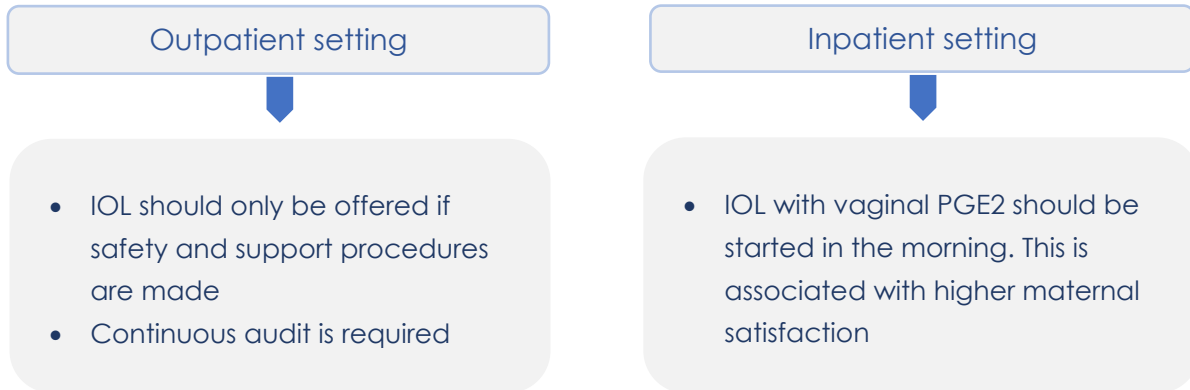 Outpatient setting
• IOL should only be offered if
safety and support procedures
are made
• Continuous audit is required
Inpatient setting
• IOL with vaginal PGE2 should be
started in the morning. This is
associated with higher maternal
satisfaction